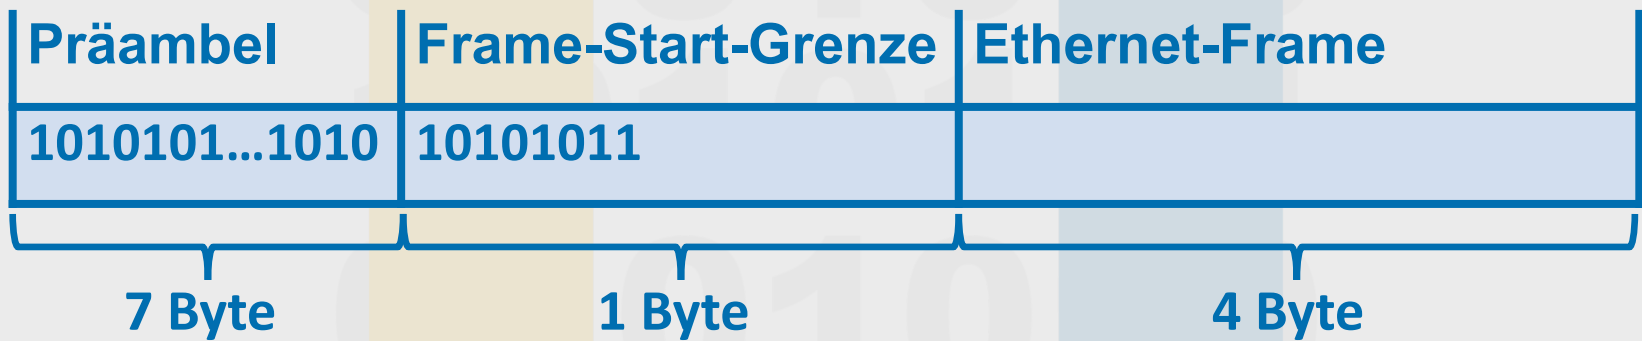 Präambel Frame-Start-Grenze Ethernet-Frame
1010101...1010 10101011
7 Byte 1 Byte 4 Byte